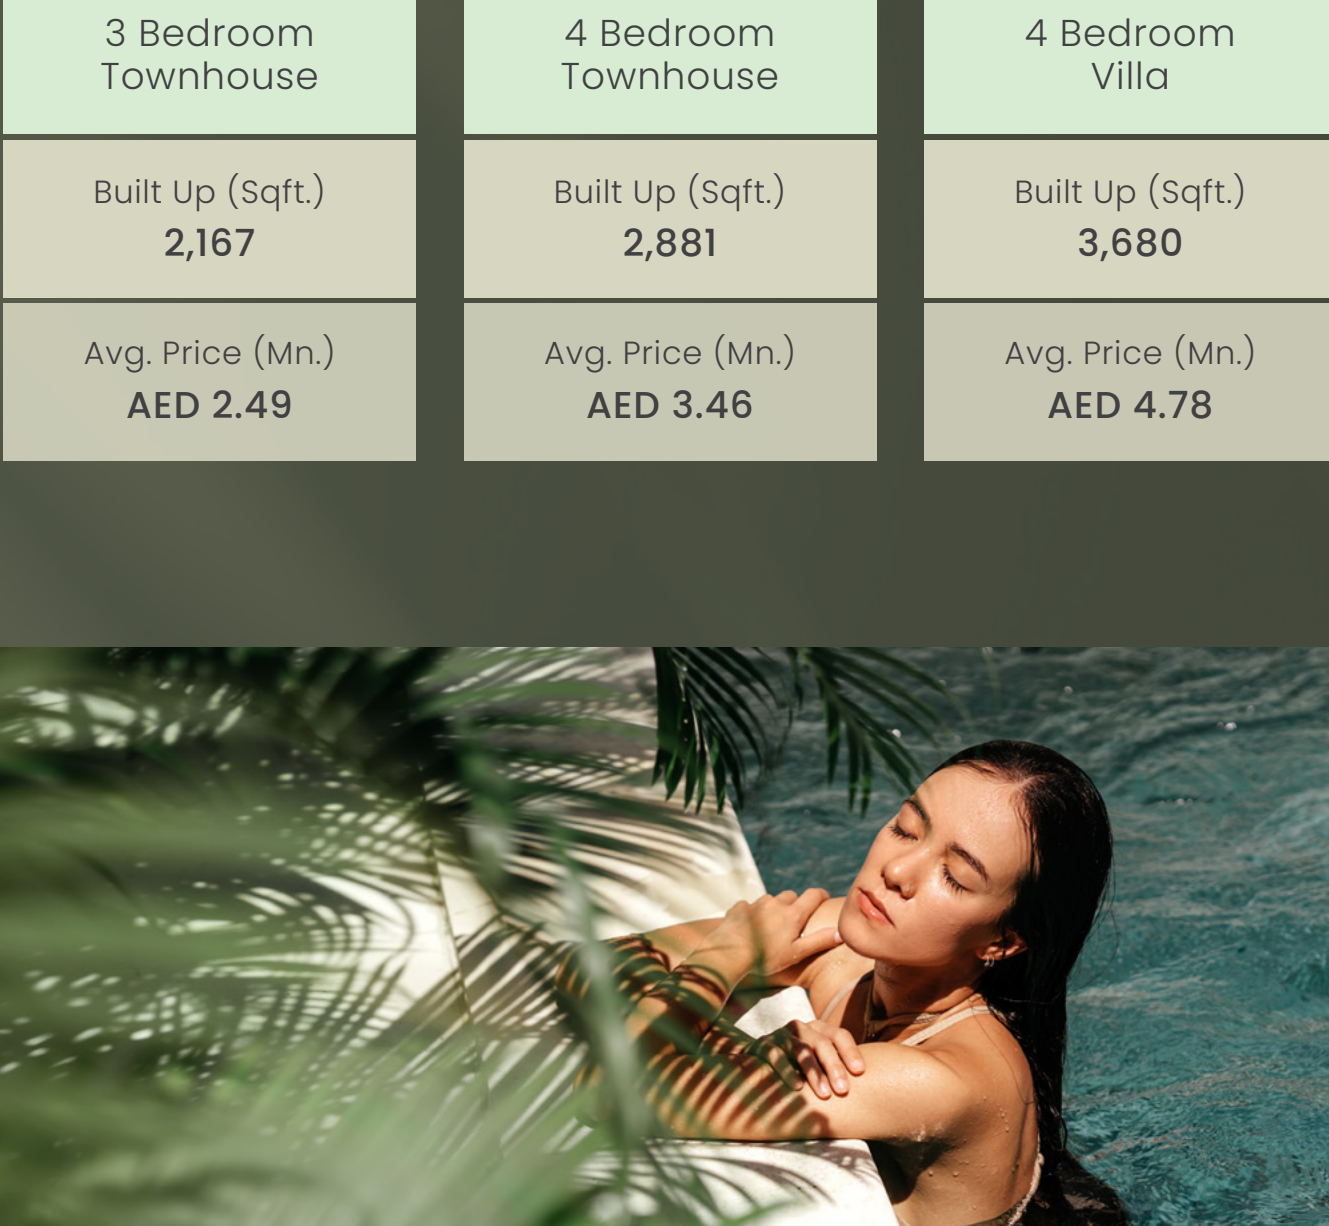 3 Bedroom
Townhouse
Built Up (Sqft.)
2,167
Avg. Price (Mn.)
AED 2.49
4 Bedroom
Townhouse
Built Up (Sqft.)
2,881
Avg. Price (Mn.)
AED 3.46
4 Bedroom
Villa
Built Up (Sqft.)
3,680
Avg. Price (Mn.)
AED 4.78